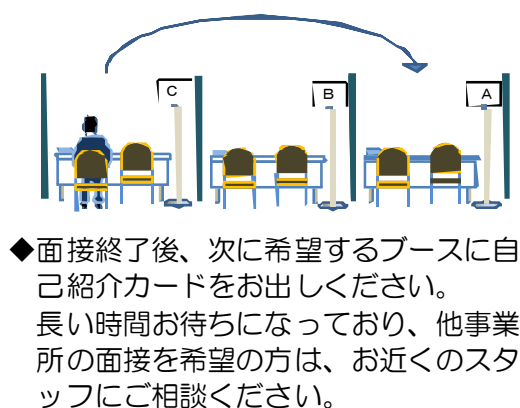 C
B
A
◆面接終了後、次に希望するブースに自
己紹介カードをお出しください。
長い時間お待ちになっており、他事業
所の面接を希望の方は、お近くのスタ
ッフにご相談ください。